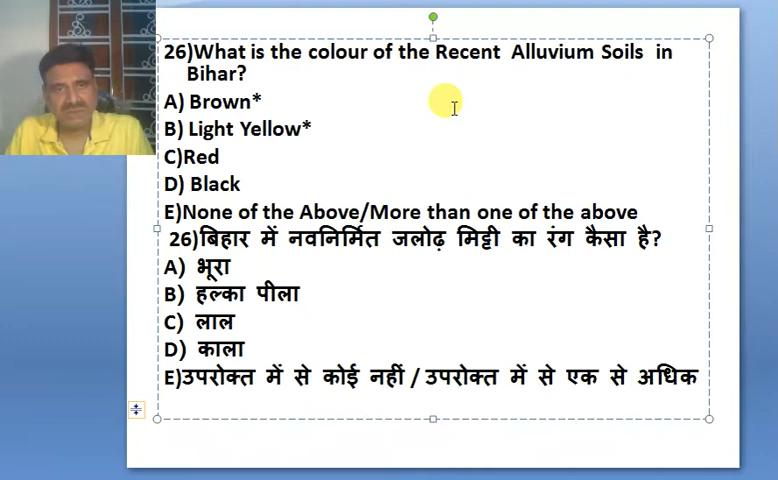 26)What is the colour of the Recent Alluvium Soils in
Bihar?
A) Brown*
B) Light Yellow*
C)Red
D) Black
E)None of the Above/More than one of the above
26)बिहार में नवनिर्मित जलोढ़ मिट्टी का रंग कैसा है?
A) भूरा
B) हल्का पीला
C) लाल
D) काला
E)उपरोक्त में से कोई नहीं / उपरोक्त में से एक से अधिक